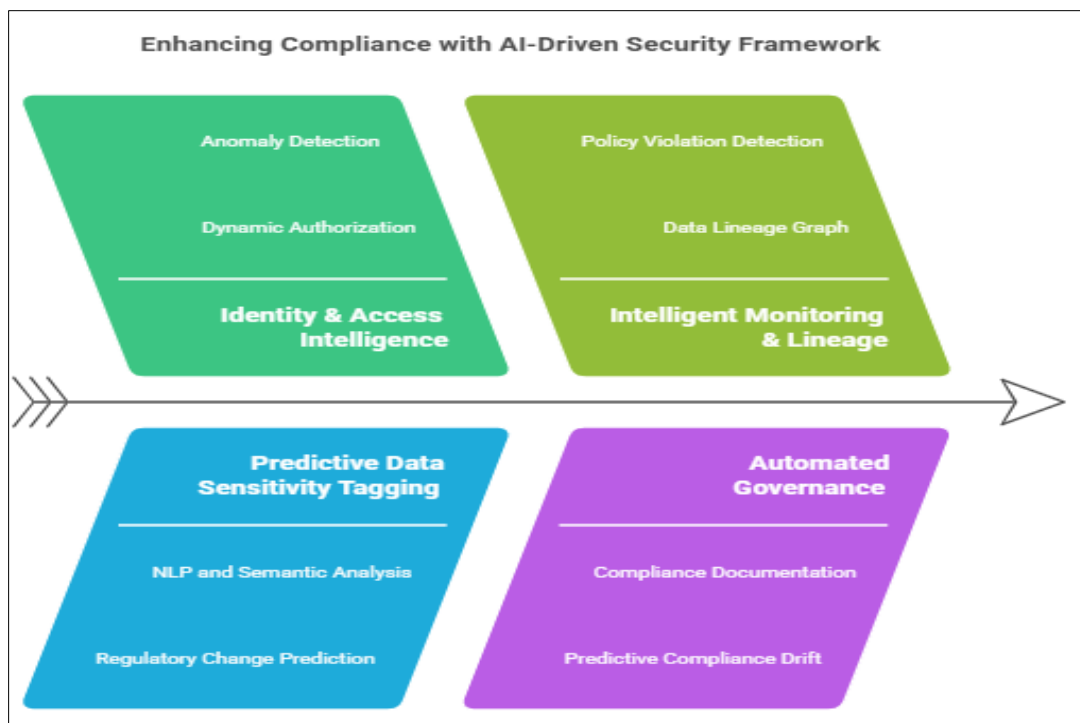 Enhancing Compliance with AI-Driven Security Framework
Anomaly Detection
Dynamic Authorization
Identity & Access
Intelligence
Policy Violation Detection
Data Lineage Graph
Intelligent Monitoring
& Lineage
Predictive Data
Sensitivity Tagging
NLP and Semantic Analysis
Regulatory Change Prediction
Automated
Governance
Compliance Documentation
Predictive Compliance Drift